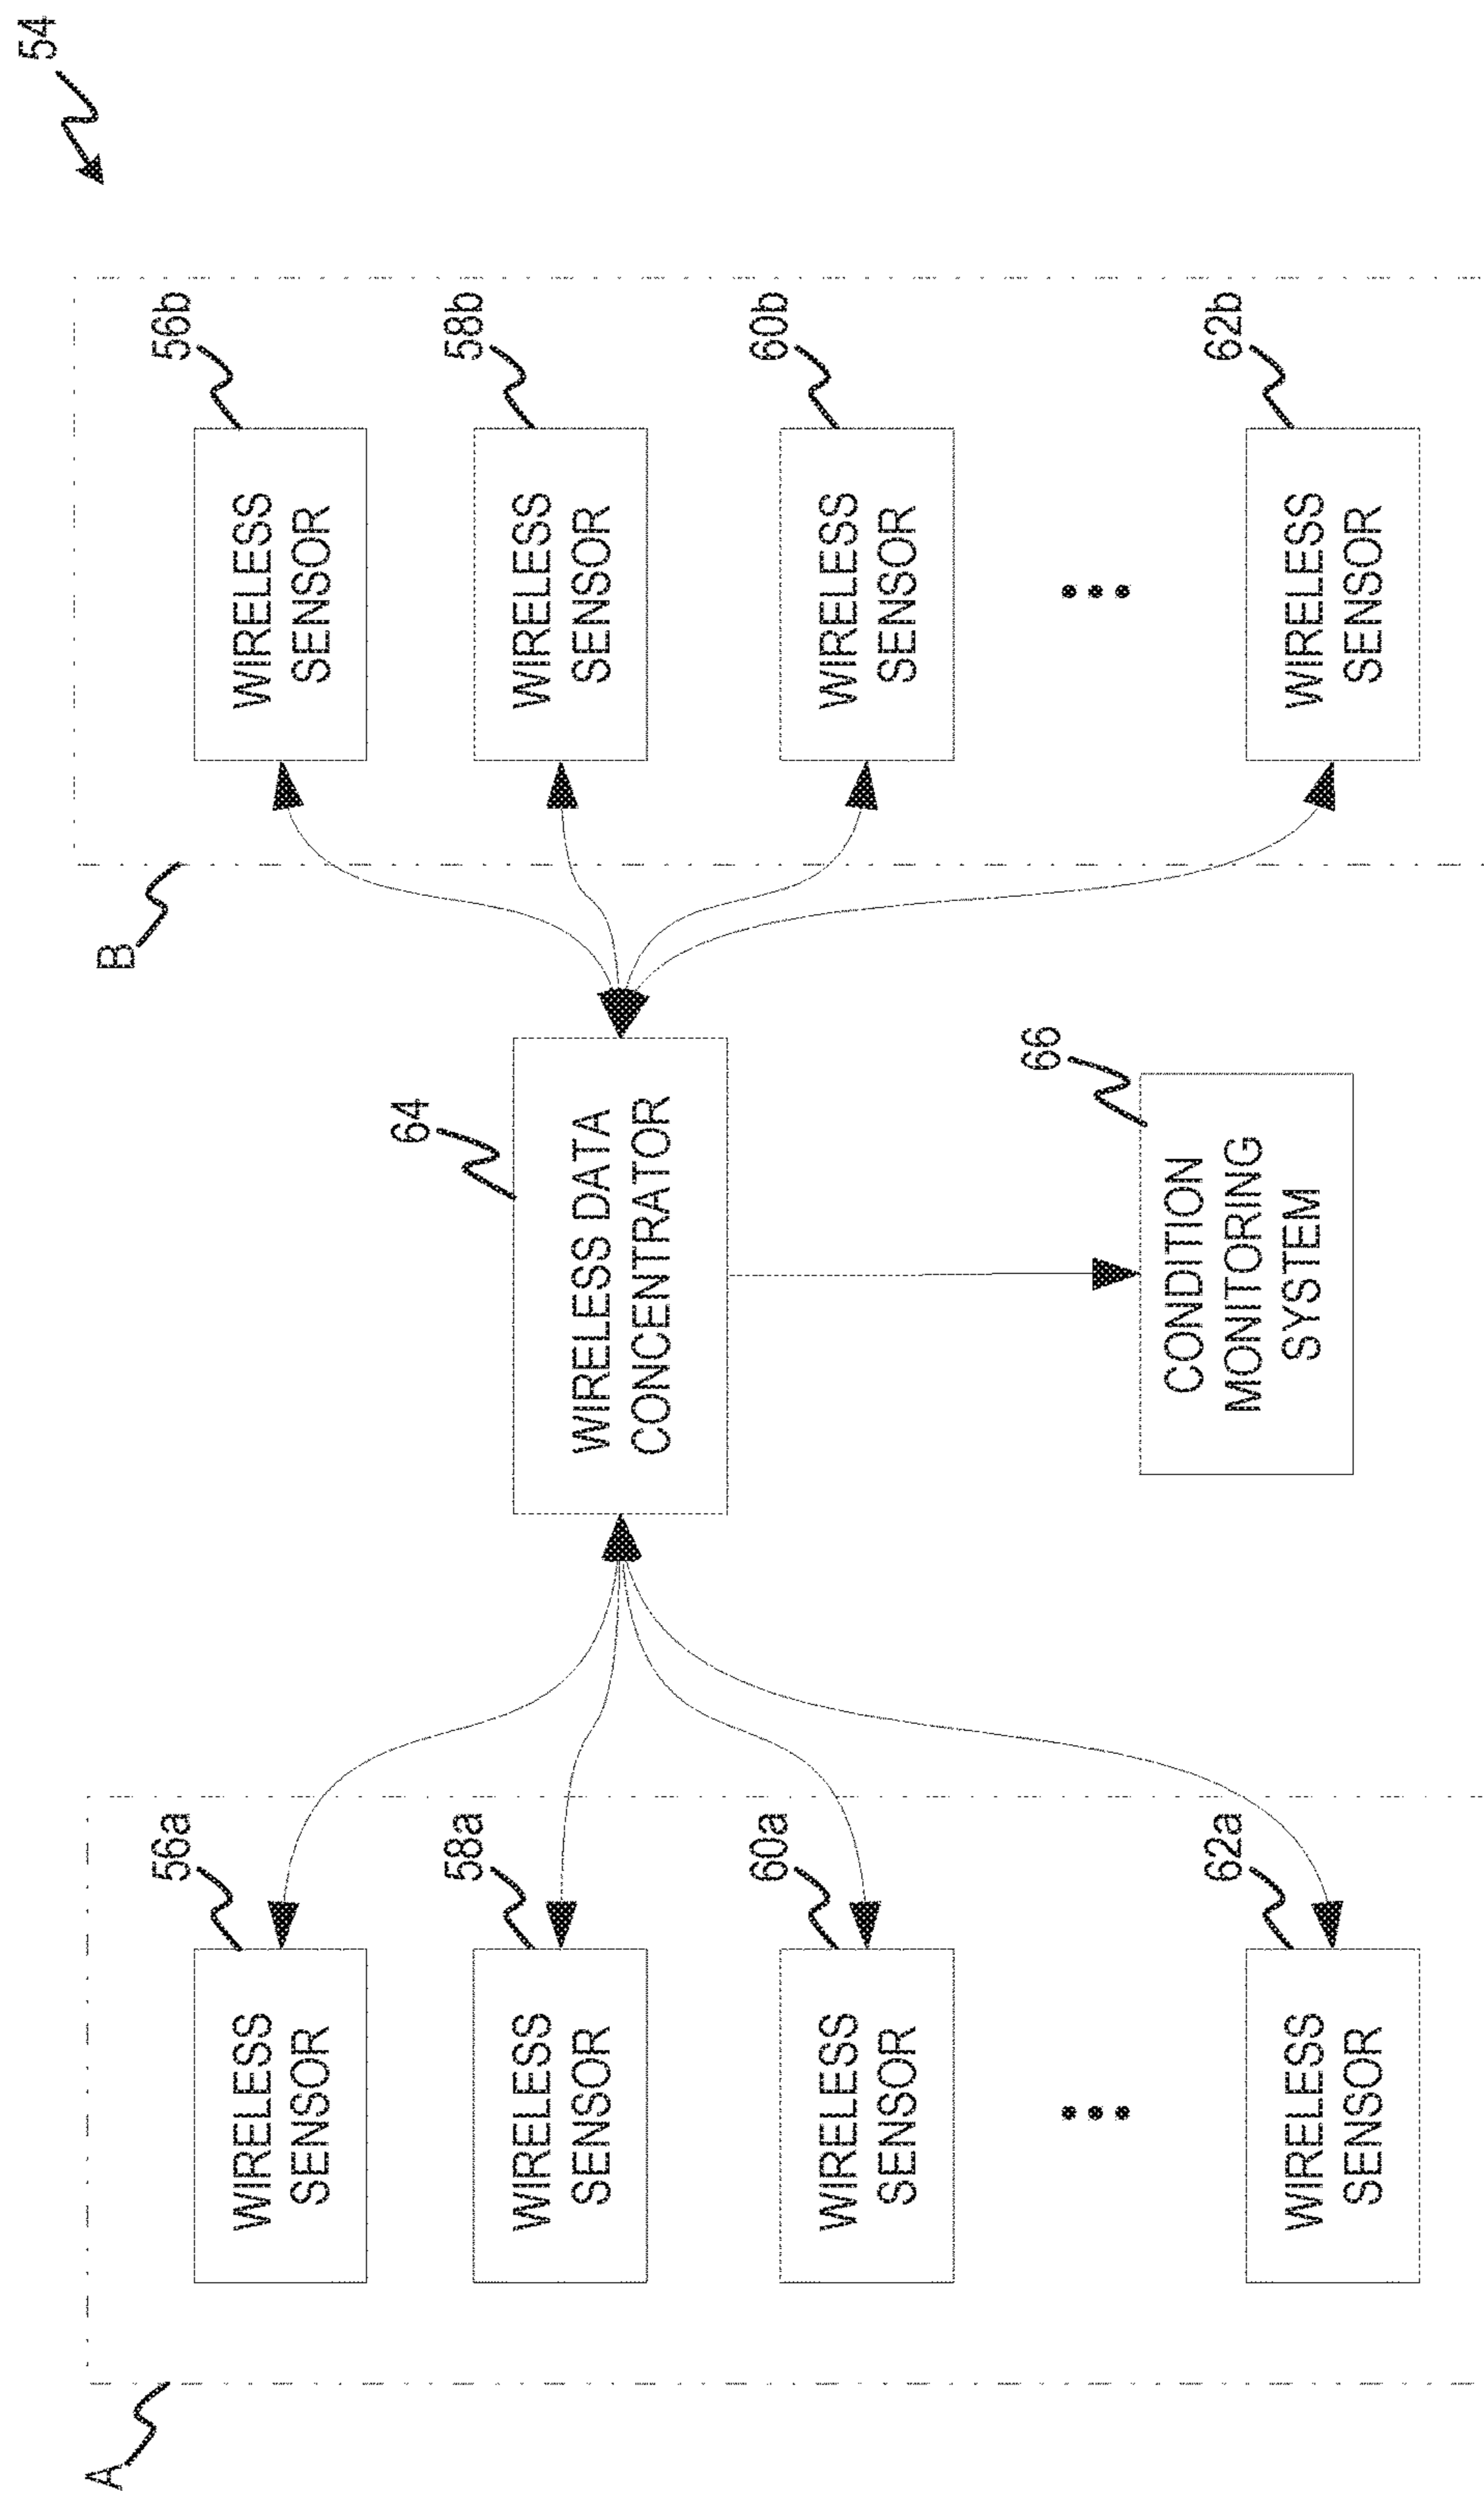 54
A
56a
WIRELESS
SENSOR
58a
WIRELESS
SENSOR
60a
WIRELESS
SENSOR
62a
WIRELESS
SENSOR
64
WIRELESS DATA
CONCENTRATOR
66
CONDITION
MONITORING
SYSTEM
B
56b
WIRELESS
SENSOR
58b
WIRELESS
SENSOR
60b
WIRELESS
SENSOR
62b
WIRELESS
SENSOR